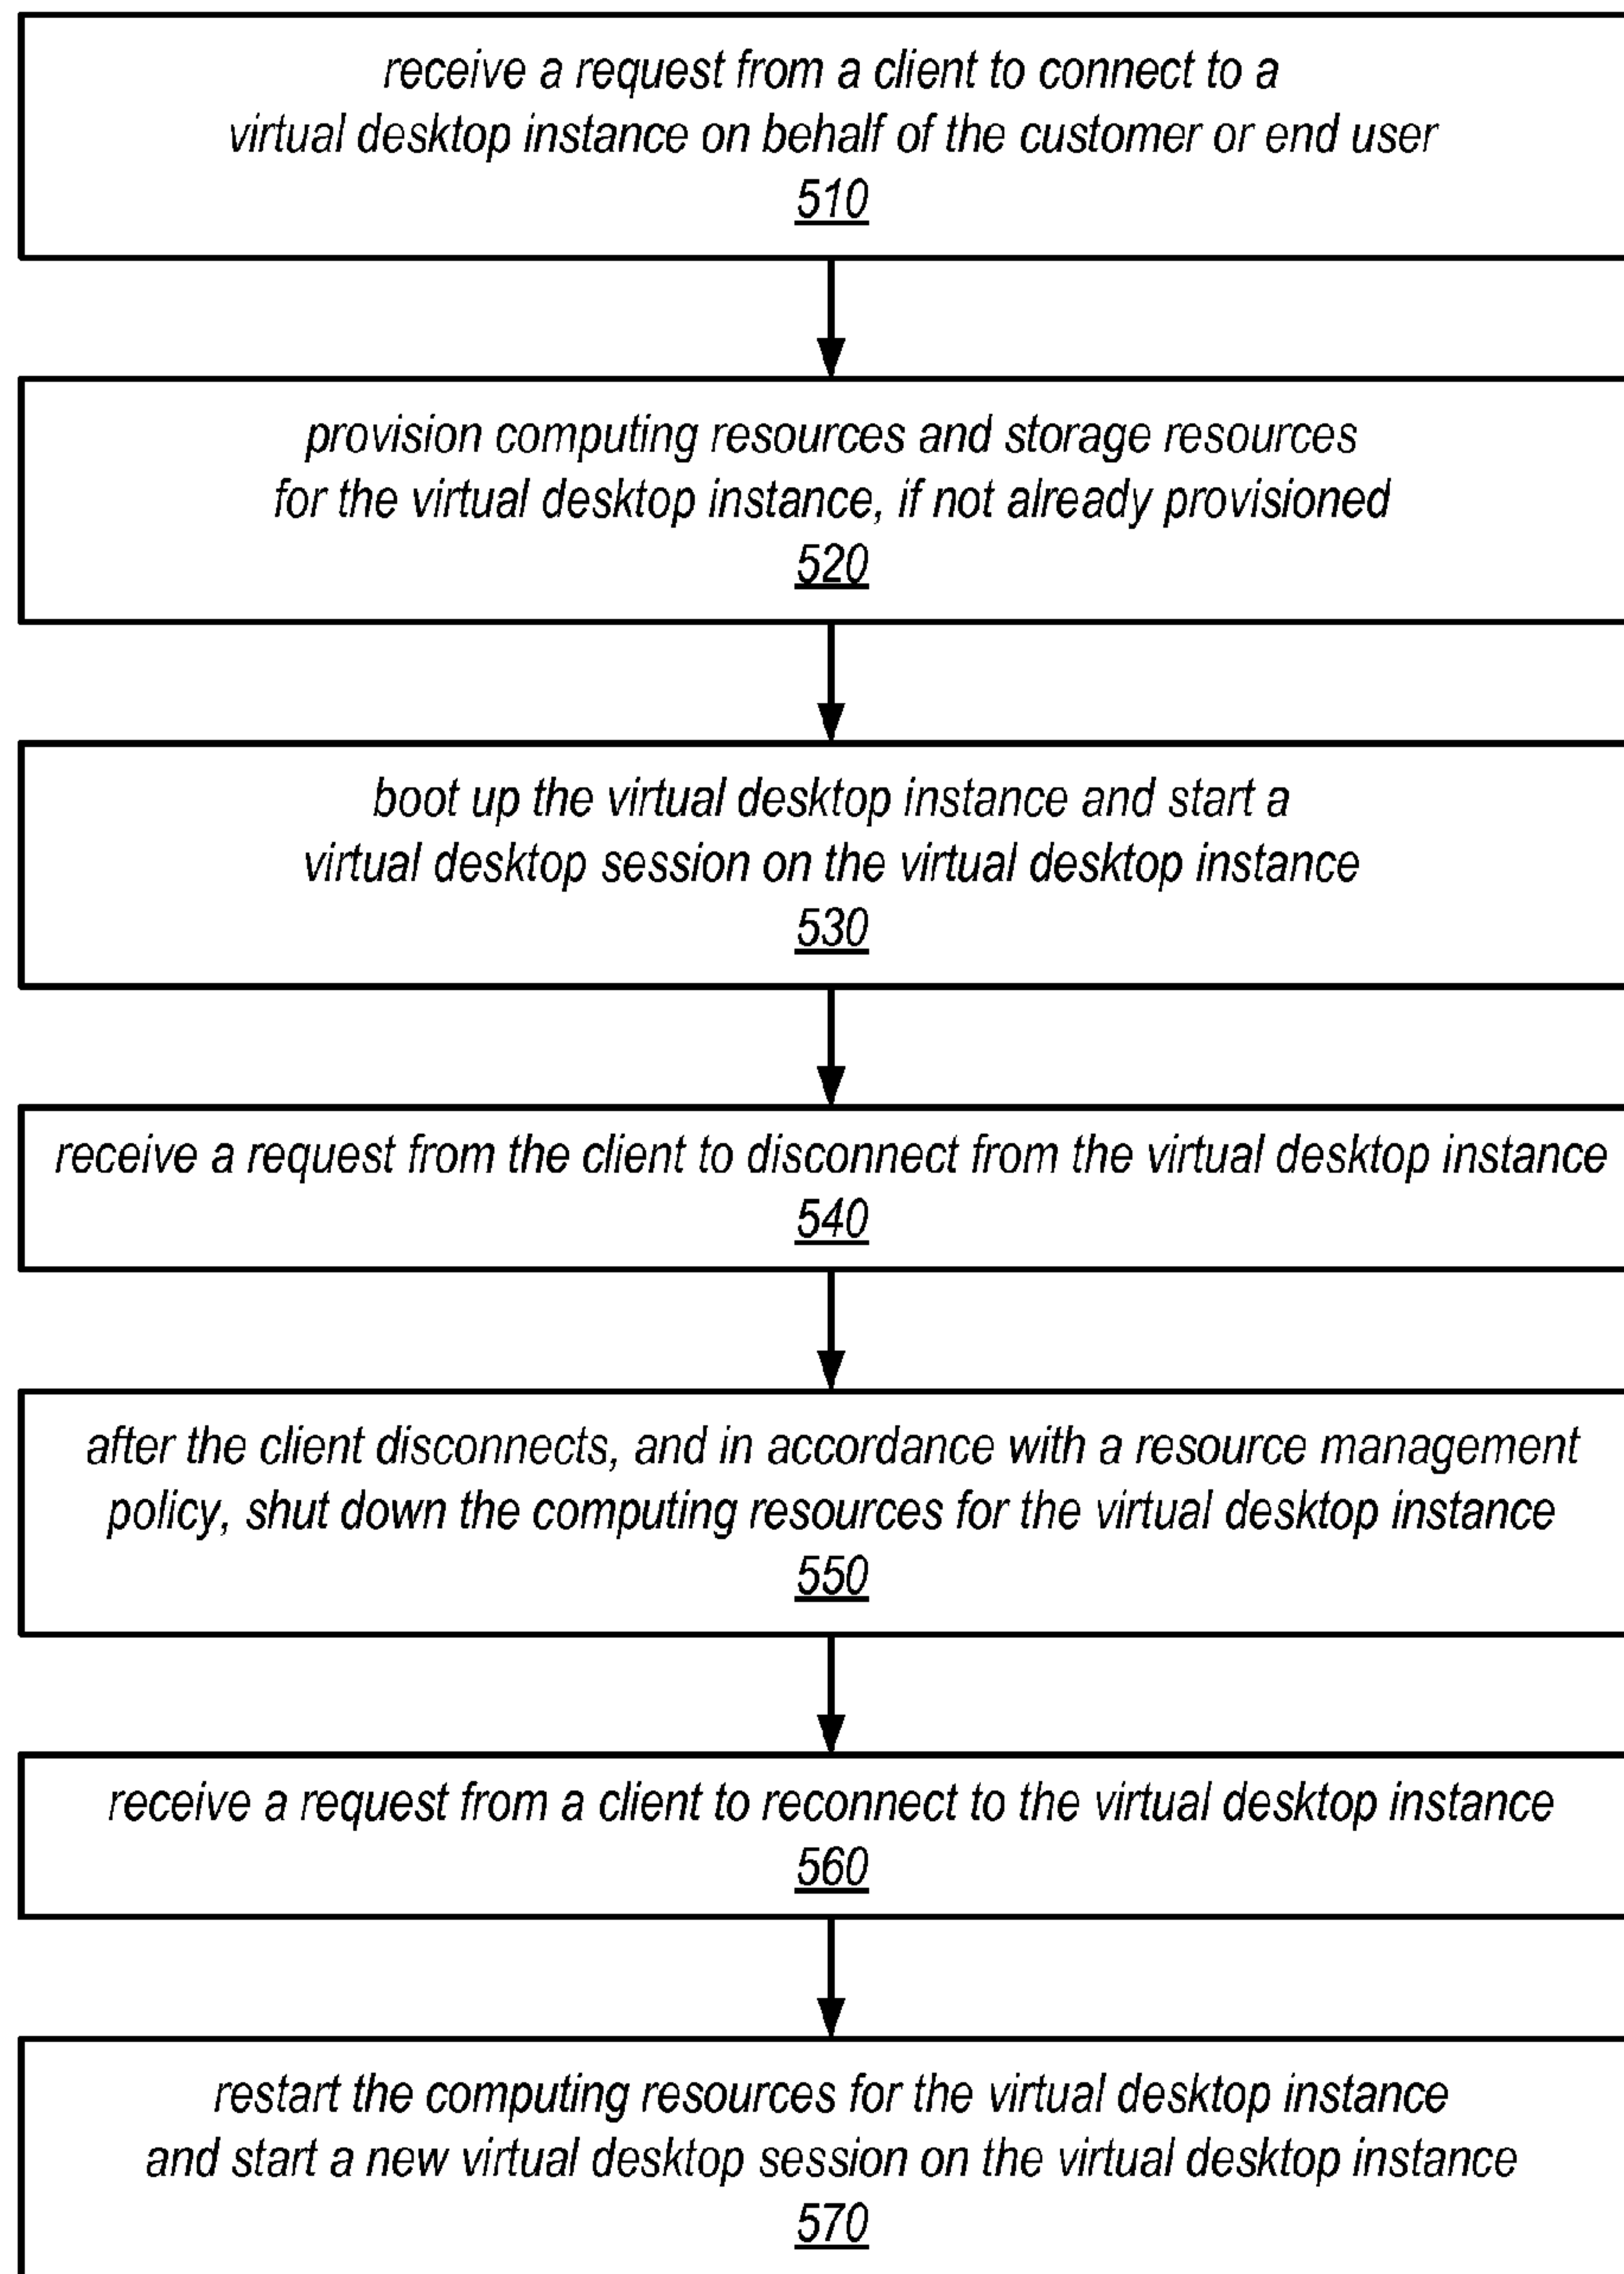 receive a request from a client to connect to a
virtual desktop instance on behalf of the customer or end user
510
provision computing resources and storage resources
for the virtual desktop instance, if not already provisioned
520
boot up the virtual desktop instance and start a
virtual desktop session on the virtual desktop instance
530
receive a request from the client to disconnect from the virtual desktop instance
540
after the client disconnects, and in accordance with a resource management
policy, shut down the computing resources for the virtual desktop instance
550
receive a request from a client to reconnect to the virtual desktop instance
560
restart the computing resources for the virtual desktop instance
and start a new virtual desktop session on the virtual desktop instance
570